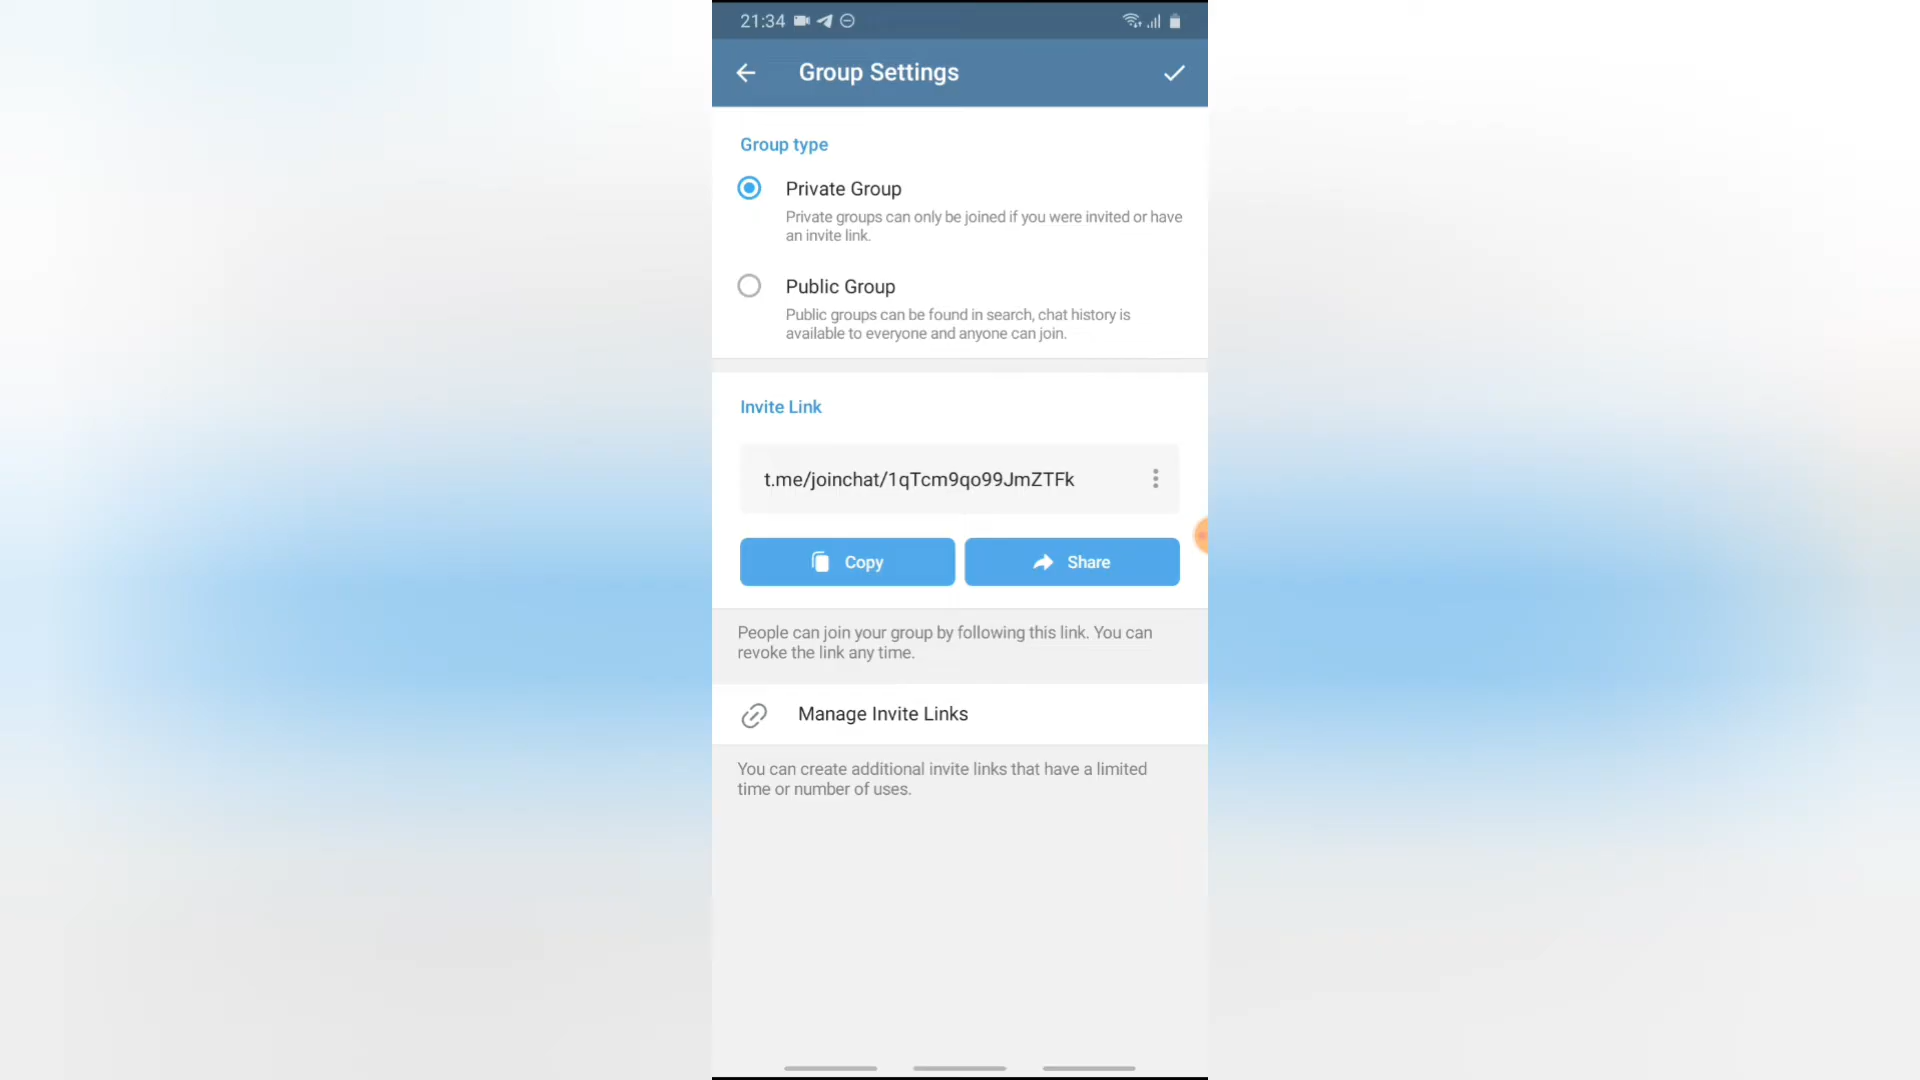 21:34
Group Settings
Group type
Private Group
Private groups can only be joined if you were invited or have
an invite link.
Public Group
Public groups can be found in search, chat history is
available to everyone and anyone can join.
Invite Link
t.me/joinchat/1qTcm9qo99JmZTFk
Copy
Share
People can join your group by following this link. You can
revoke the link any time.
Manage Invite Links
You can create additional invite links that have a limited
time or number of uses.